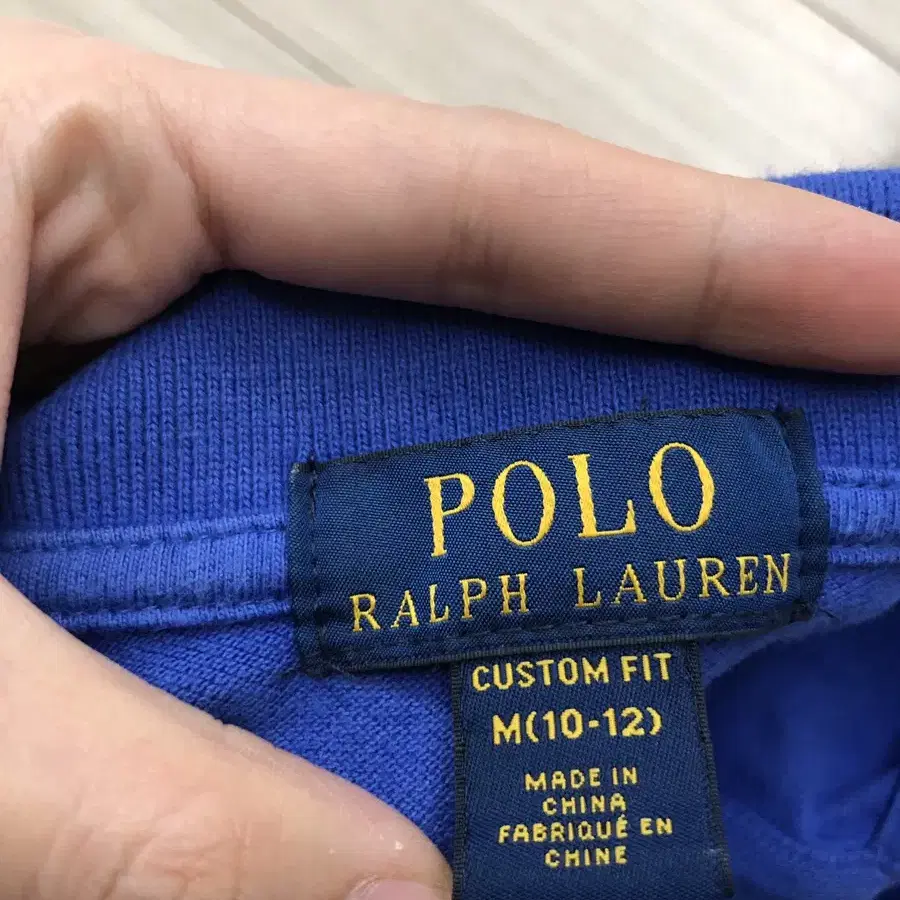 POLO
RALPH LAUREN
CUSTOM FIT
M(10-12)
MADE IN
CHINA
FABRIQUÉ EN
CHINE